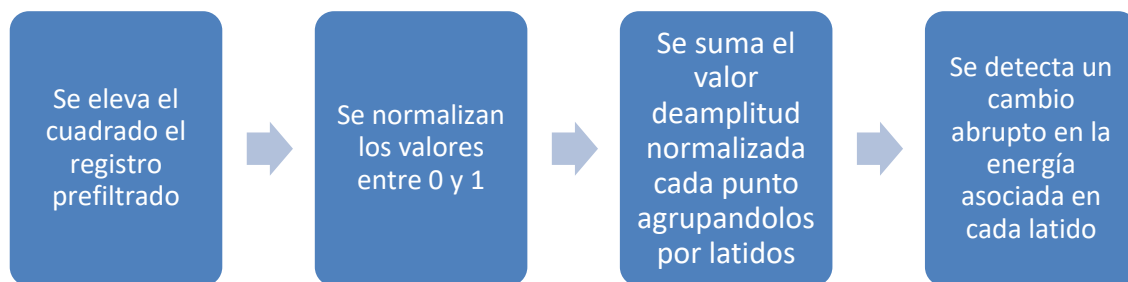 Se eleva el
cuadrado el
registro
prefiltrado
Se normalizan
los valores
entre 0 y 1
Se suma el
valor
deamplitud
normalizada
cada punto
agrupandolos
por latidos
Se detecta un
cambio
abrupto en la
energía
asociada en
cada latido